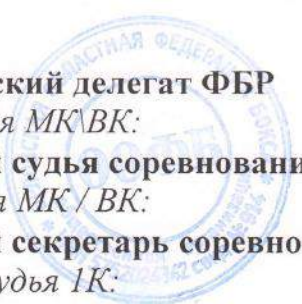 ский делегат ФБР
я МК\ВК:
судья соревновани
я МК / ВК:
секретарь соревно
удья 1К: